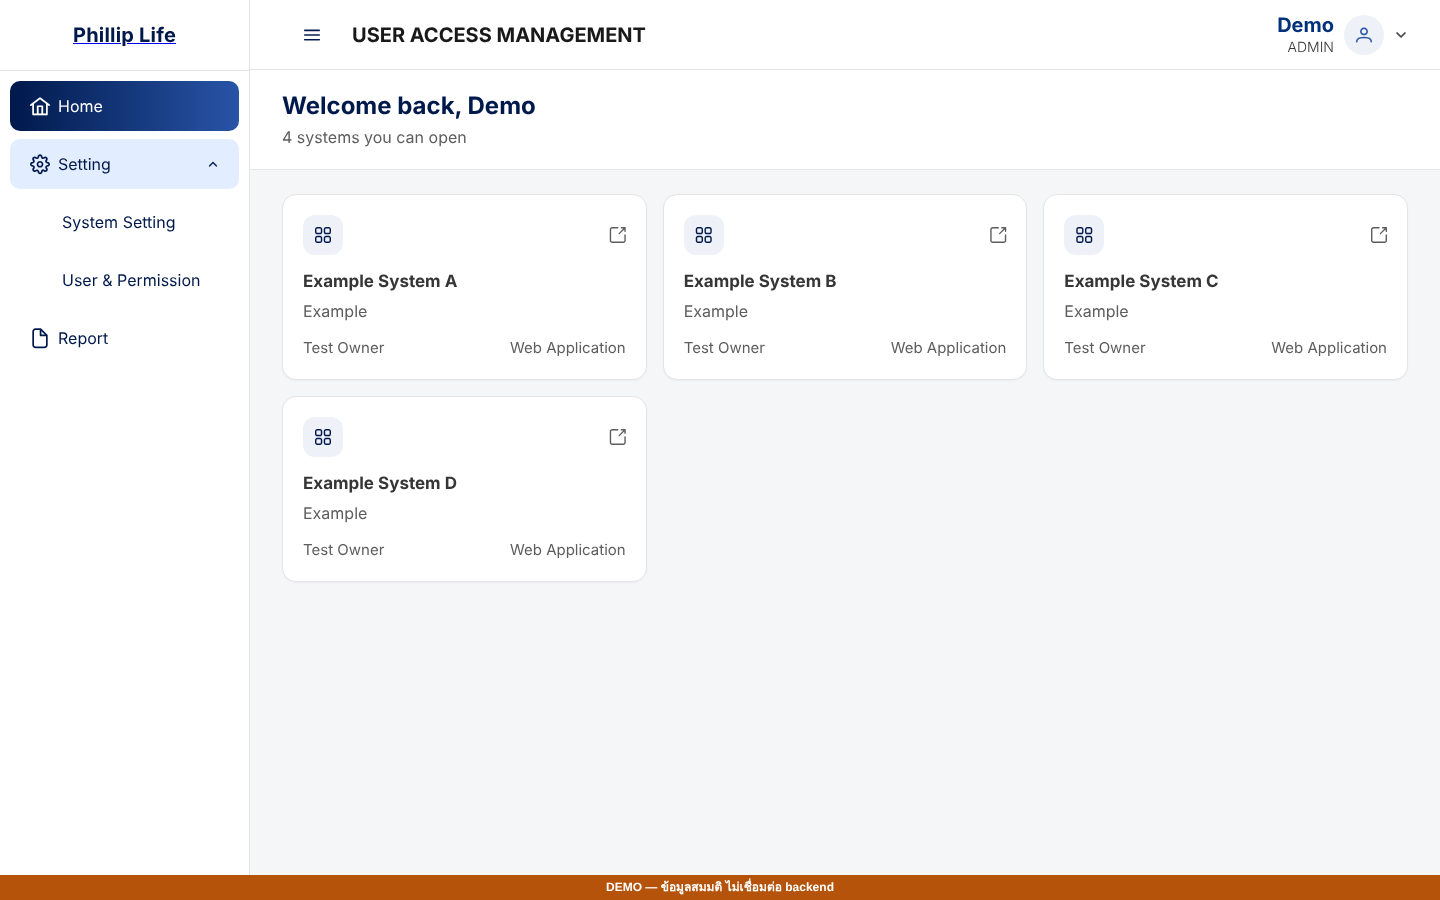 Phillip Life
USER ACCESS MANAGEMENT
Demo
ADMIN
Home
Setting
System Setting
User & Permission
Report
Welcome back, Demo
4 systems you can open
Example System A
Example
Test Owner
Web Application
Example System B
Example
Test Owner
Web Application
Example System C
Example
Test Owner
Web Application
Example System D
Example
Test Owner
Web Application
DEMO — ข้อมูลสมมติ ไม่เชื่อมต่อ backend